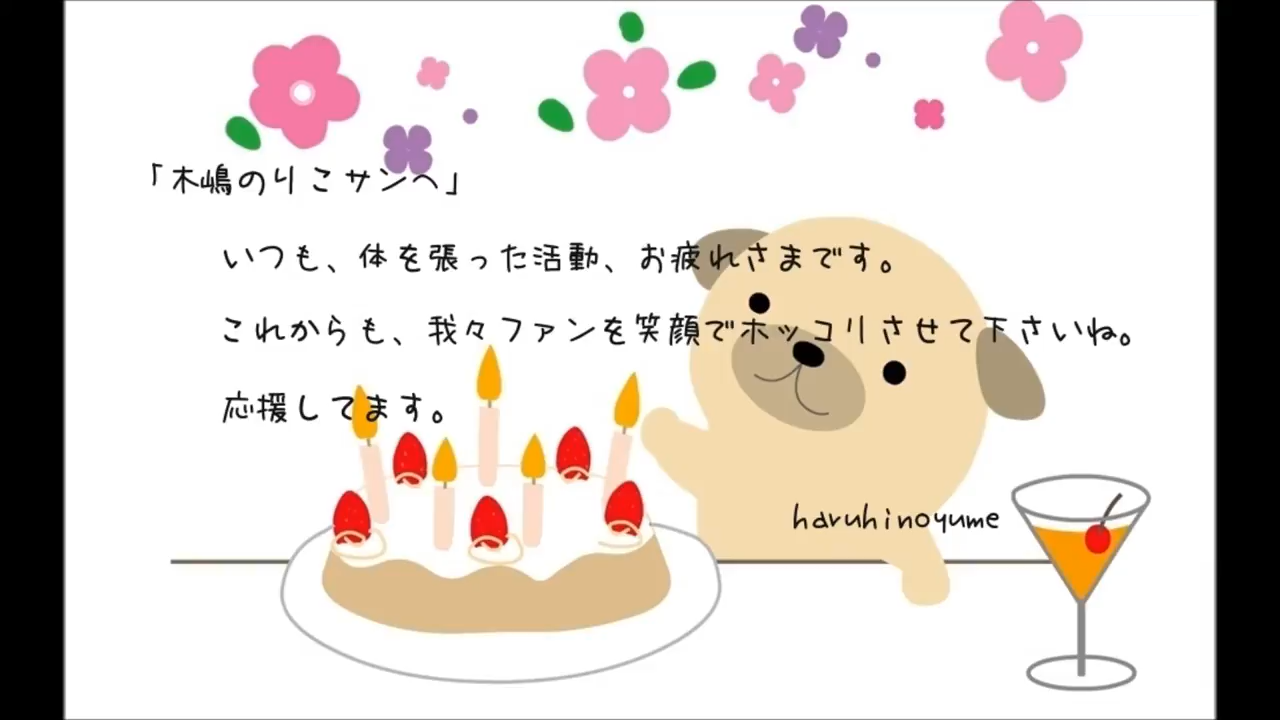 「木嶋のりこサンへ」
いつも、体を張った活動、お疲れさまです。
これからも、我々ファンを笑顔でホッコリさせて下さいね。
応援してます。
haruhinoyume